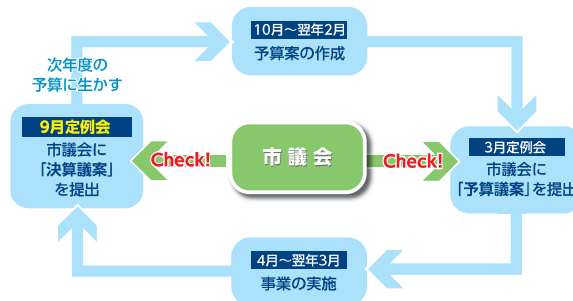 10月～翌年2月
予算案の作成
次年度の
予算に生かす
9月定例会
市議会に
「決算議案」
を提出
Check!
市議会
Check!
3月定例会
市議会に
「予算議案」を提出
4月～翌年3月
事業の実施